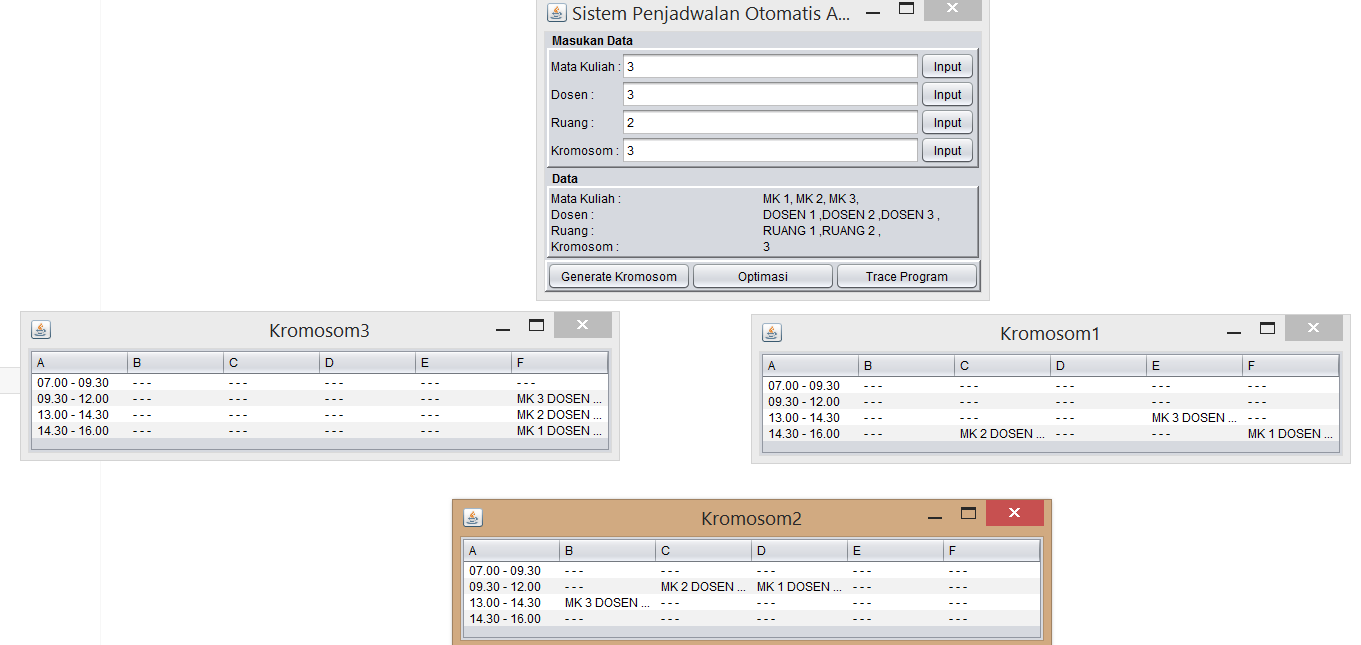 Sistem Penjadwalan Otomatis A...
Masukan Data
Mata Kuliah : 3 Input
Dosen : 3 Input
Ruang : 2 Input
Kromosom : 3 Input
Data
Mata Kuliah : MK 1, MK 2, MK 3,
Dosen : DOSEN 1 ,DOSEN 2 ,DOSEN 3 ,
Ruang : RUANG 1 ,RUANG 2 ,
Kromosom : 3
Generate Kromosom Optimasi Trace Program
Kromosom3
A B C D E F
07.00 - 09.30 - - - - - - - - - - - - - - -
09.30 - 12.00 - - - - - - - - - - - - MK 3 DOSEN ...
13.00 - 14.30 - - - - - - - - - - - - MK 2 DOSEN ...
14.30 - 16.00 - - - - - - - - - - - - MK 1 DOSEN ...
Kromosom1
A B C D E F
07.00 - 09.30 - - - - - - - - - - - - - - -
09.30 - 12.00 - - - - - - - - - - - - - - -
13.00 - 14.30 - - - - - - - - - MK 3 DOSEN ... - - -
14.30 - 16.00 - - - MK 2 DOSEN ... - - - - - - MK 1 DOSEN ...
Kromosom2
A B C D E F
07.00 - 09.30 - - - - - - - - - - - - - - -
09.30 - 12.00 - - - MK 2 DOSEN ... MK 1 DOSEN ... - - - - - -
13.00 - 14.30 MK 3 DOSEN ... - - - - - - - - - - - -
14.30 - 16.00 - - - - - - - - - - - - - - -